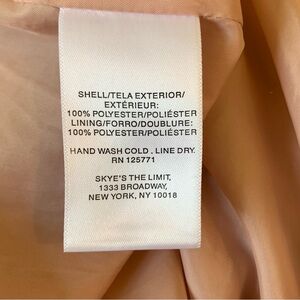 SHELL/TELA EXTERIOR/
EXTÉRIEUR:
100% POLYESTER/POLIÉSTER
LINING/FORRO/DOUBLURE:
100% POLYESTER/POLIÉSTER
HAND WASH COLD. LINE DRY.
RN 125771
SKYE'S THE LIMIT,
1333 BROADWAY,
NEW YORK, NY 10018